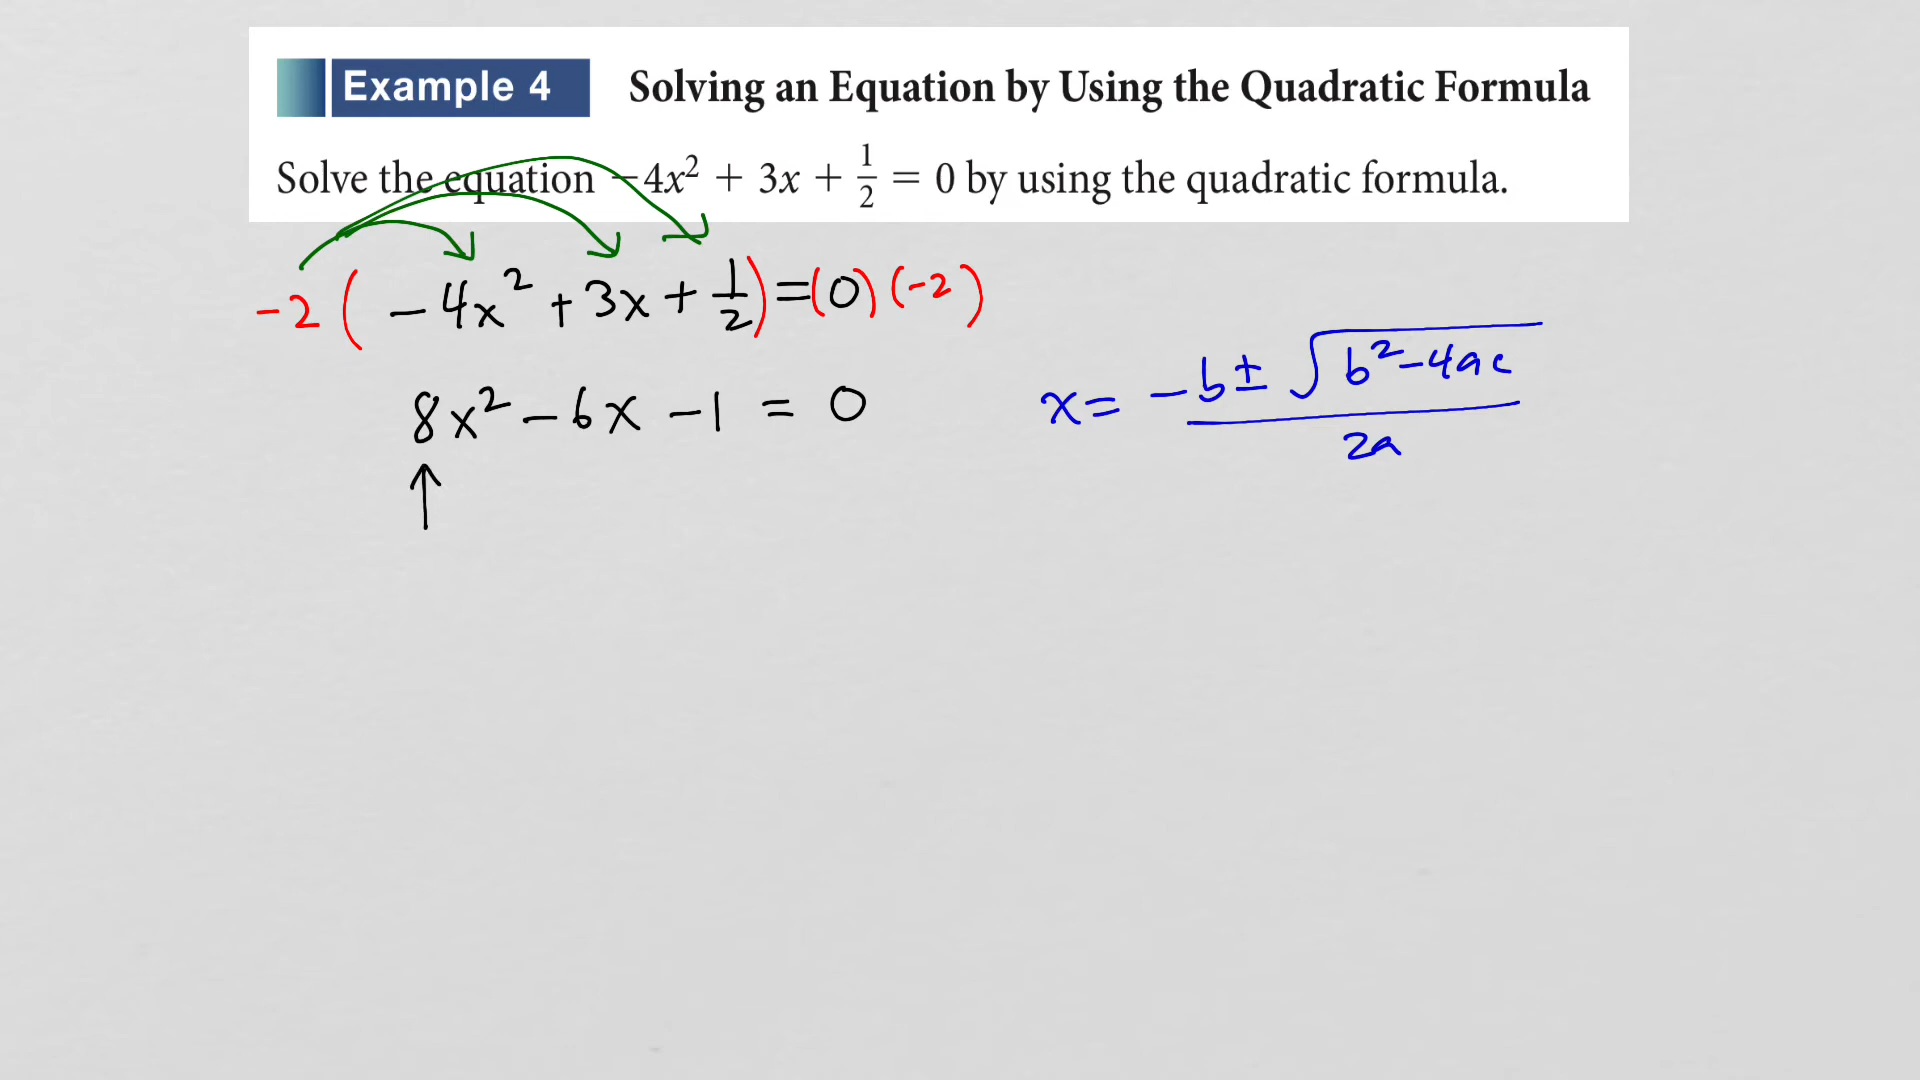 Example 4 Solving an Equation by Using the Quadratic Formula
Solve the equation −4x² + 3x + 1/2 = 0 by using the quadratic formula.
-2 ( -4x² + 3x + 1/2 ) = (0) (-2)
x = -b ± √(b² - 4ac) / 2a
8x² - 6x - 1 = 0